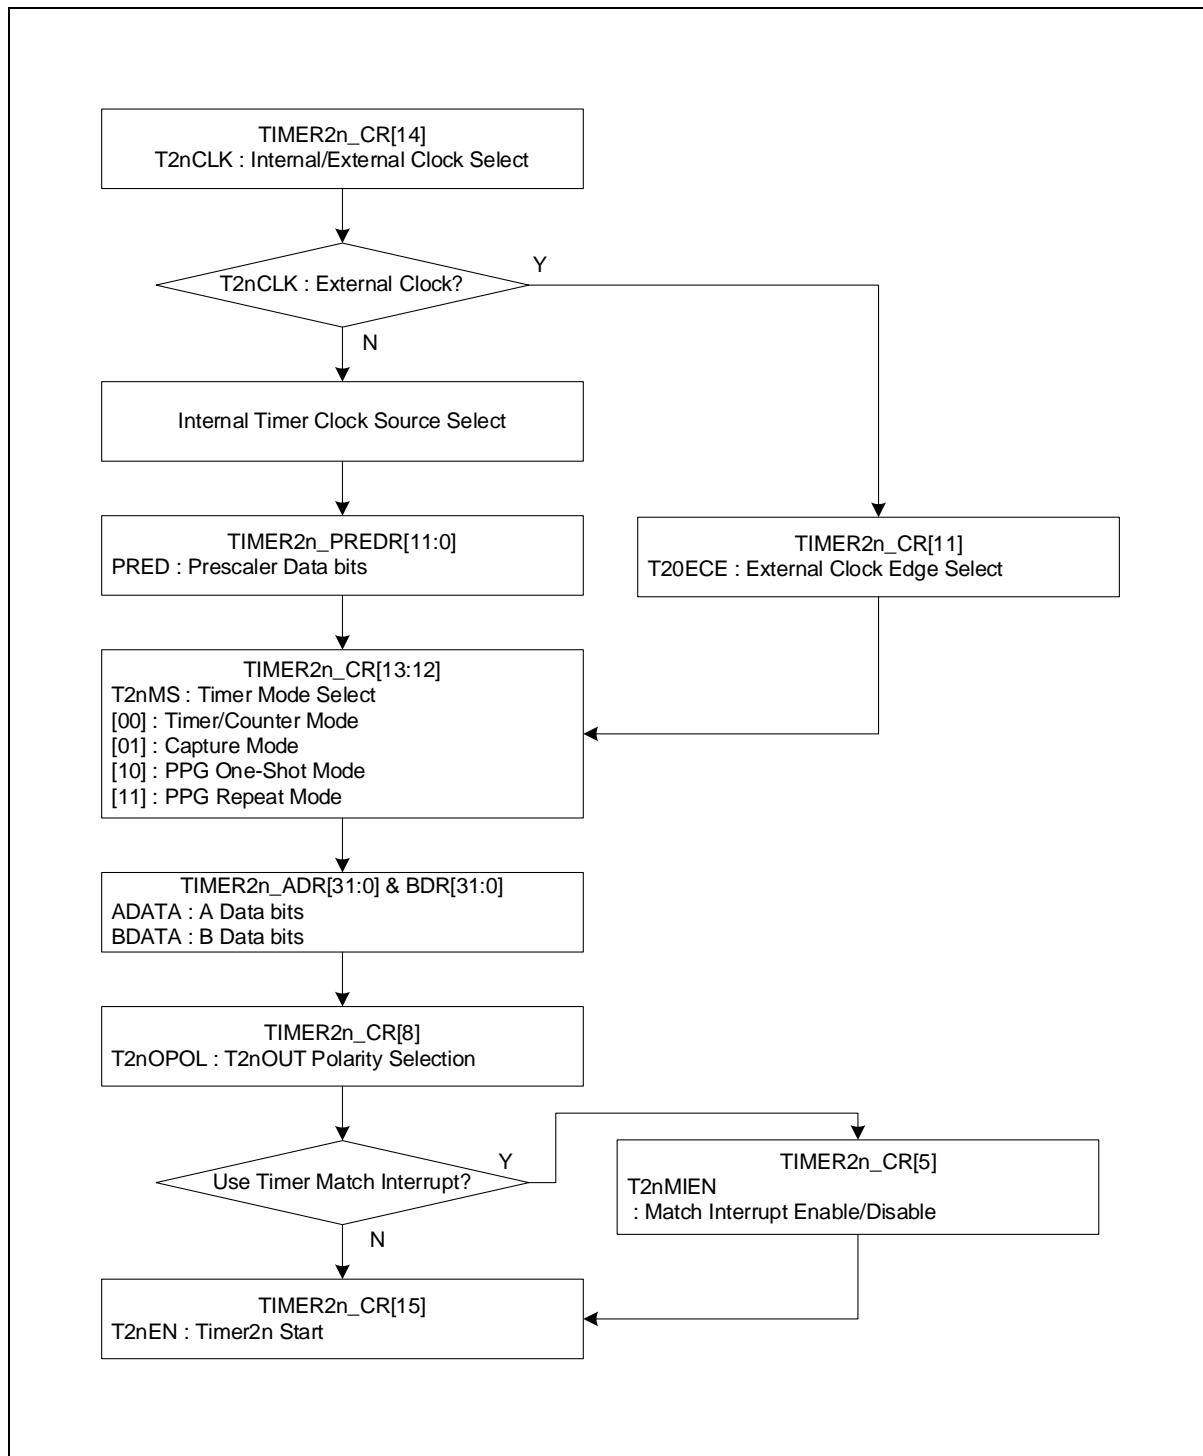 TIMER2n_CR[14]
T2nCLK : Internal/External Clock Select
T2nCLK : External Clock?
Y
N
Internal Timer Clock Source Select
TIMER2n_PREDR[11:0]
PRED : Prescaler Data bits
TIMER2n_CR[11]
T20ECE : External Clock Edge Select
TIMER2n_CR[13:12]
T2nMS : Timer Mode Select
[00] : Timer/Counter Mode
[01] : Capture Mode
[10] : PPG One-Shot Mode
[11] : PPG Repeat Mode
TIMER2n_ADR[31:0] & BDR[31:0]
ADATA : A Data bits
BDATA : B Data bits
TIMER2n_CR[8]
T2nOPOL : T2nOUT Polarity Selection
Use Timer Match Interrupt?
Y
N
TIMER2n_CR[5]
T2nMIEN
: Match Interrupt Enable/Disable
TIMER2n_CR[15]
T2nEN : Timer2n Start